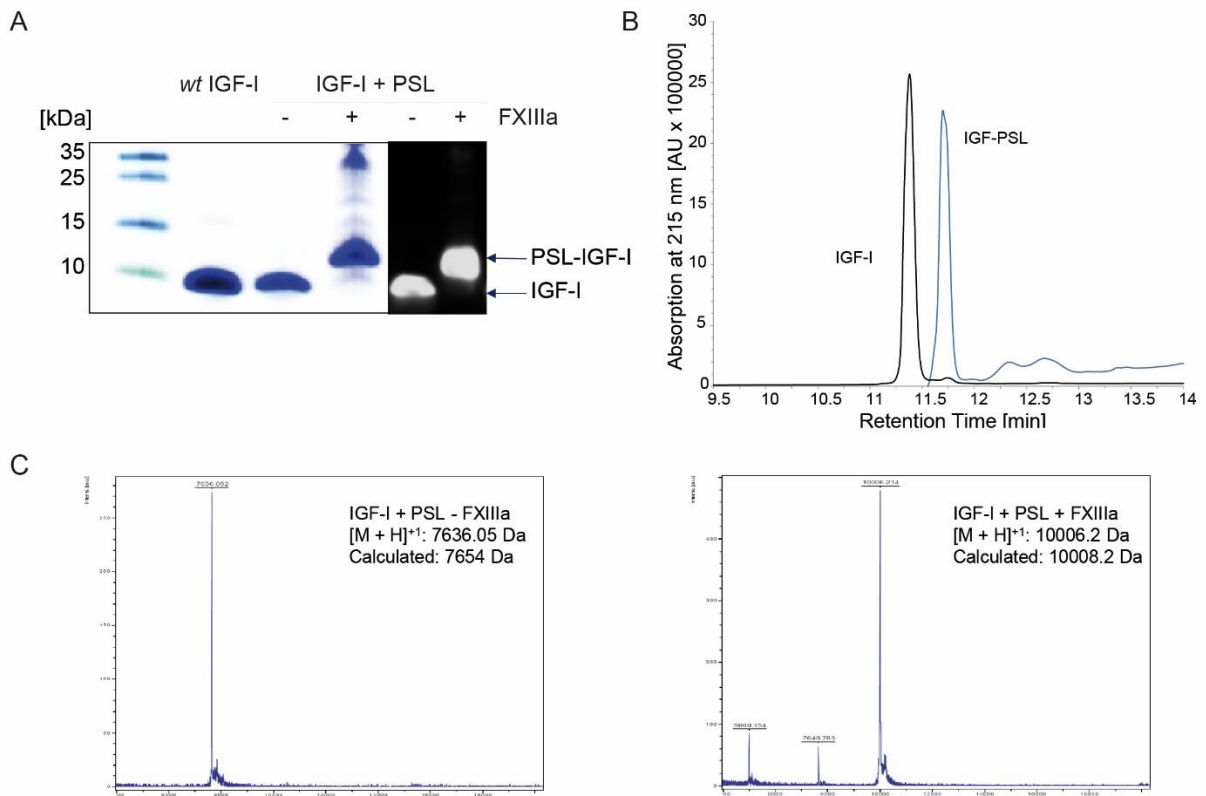 A
wt IGF-I
IGF-I + PSL
[kDa]
- + - + FXIIIa
35
25
15
10
PSL-IGF-I
IGF-I
B
Absorption at 215 nm [AU x 100000]
30
25
20
15
10
5
0
IGF-I
IGF-PSL
9.5 10 10.5 11 11.5 12 12.5 13 13.5 14
Retention Time [min]
C
7636.052
IGF-I + PSL - FXIIIa
[M + H]+1: 7636.05 Da
Calculated: 7654 Da
10006.214
IGF-I + PSL + FXIIIa
[M + H]+1: 10006.2 Da
Calculated: 10008.2 Da